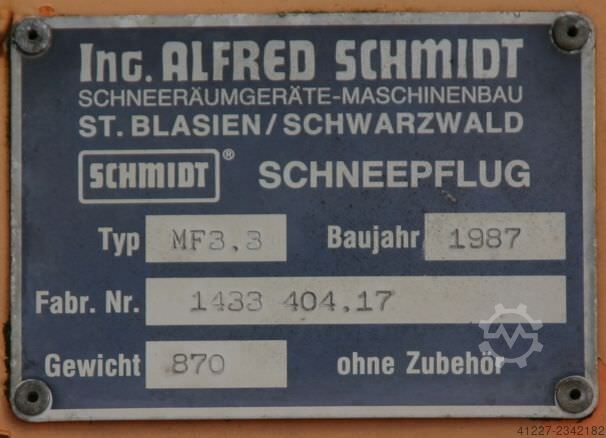 Ing. ALFRED SCHMIDT
SCHNEERÄUMGERÄTE-MASCHINENBAU
ST. BLASIEN/SCHWARZWALD
SCHMIDT® SCHNEEPFLUG
Typ MF3.3 Baujahr 1987
Fabr. Nr. 1433 404.17
Gewicht 870 ohne Zubehör
41227-2342182